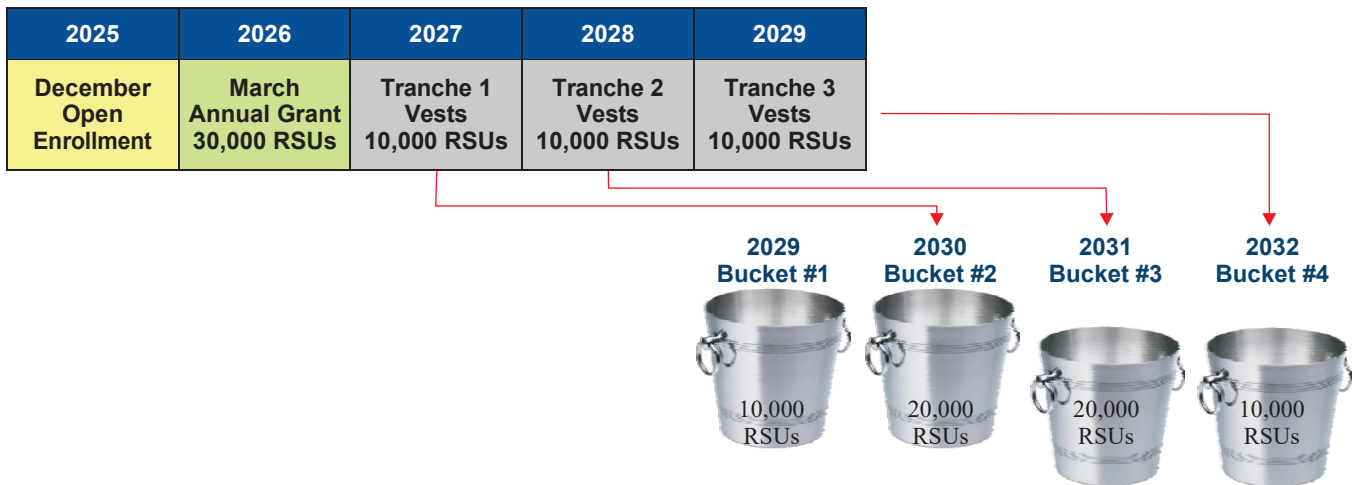 2025
2026
2027
2028
2029
December
Open
Enrollment
March
Annual Grant
30,000 RSUs
Tranche 1
Vests
10,000 RSUs
Tranche 2
Vests
10,000 RSUs
Tranche 3
Vests
10,000 RSUs
2029
Bucket #1
2030
Bucket #2
2031
Bucket #3
2032
Bucket #4
10,000
RSUs
20,000
RSUs
20,000
RSUs
10,000
RSUs